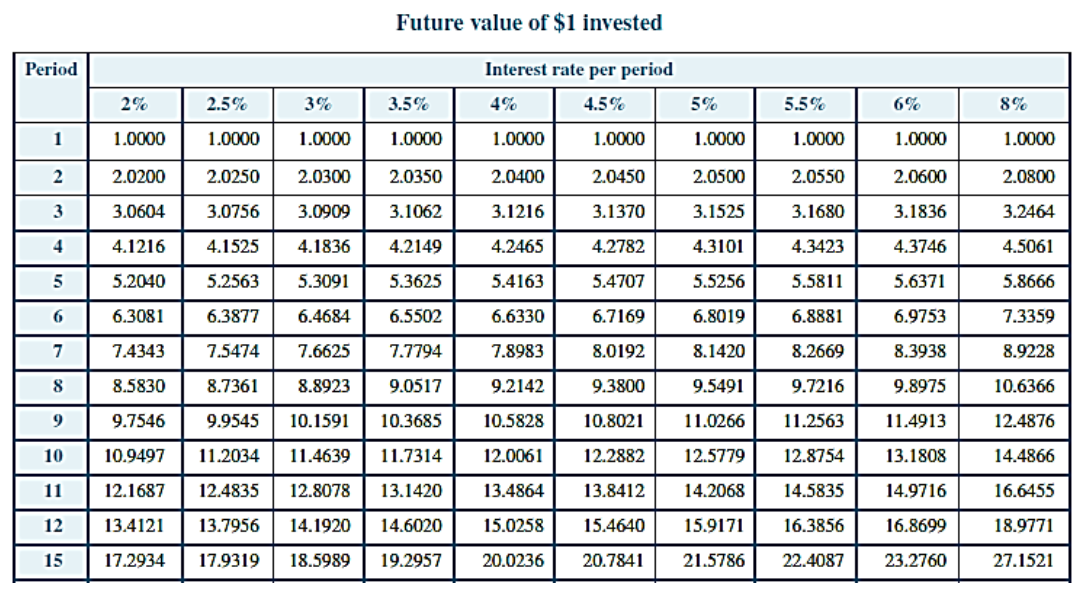 Future value of $1 invested
Period Interest rate per period
2% 2.5% 3% 3.5% 4% 4.5% 5% 5.5% 6% 8%
1 1.0000 1.0000 1.0000 1.0000 1.0000 1.0000 1.0000 1.0000 1.0000 1.0000
2 2.0200 2.0250 2.0300 2.0350 2.0400 2.0450 2.0500 2.0550 2.0600 2.0800
3 3.0604 3.0756 3.0909 3.1062 3.1216 3.1370 3.1525 3.1680 3.1836 3.2464
4 4.1216 4.1525 4.1836 4.2149 4.2465 4.2782 4.3101 4.3423 4.3746 4.5061
5 5.2040 5.2563 5.3091 5.3625 5.4163 5.4707 5.5256 5.5811 5.6371 5.8666
6 6.3081 6.3877 6.4684 6.5502 6.6330 6.7169 6.8019 6.8881 6.9753 7.3359
7 7.4343 7.5474 7.6625 7.7794 7.8983 8.0192 8.1420 8.2669 8.3938 8.9228
8 8.5830 8.7361 8.8923 9.0517 9.2142 9.3800 9.5491 9.7216 9.8975 10.6366
9 9.7546 9.9545 10.1591 10.3685 10.5828 10.8021 11.0266 11.2563 11.4913 12.4876
10 10.9497 11.2034 11.4639 11.7314 12.0061 12.2882 12.5779 12.8754 13.1808 14.4866
11 12.1687 12.4835 12.8078 13.1420 13.4864 13.8412 14.2068 14.5835 14.9716 16.6455
12 13.4121 13.7956 14.1920 14.6020 15.0258 15.4640 15.9171 16.3856 16.8699 18.9771
15 17.2934 17.9319 18.5989 19.2957 20.0236 20.7841 21.5786 22.4087 23.2760 27.1521